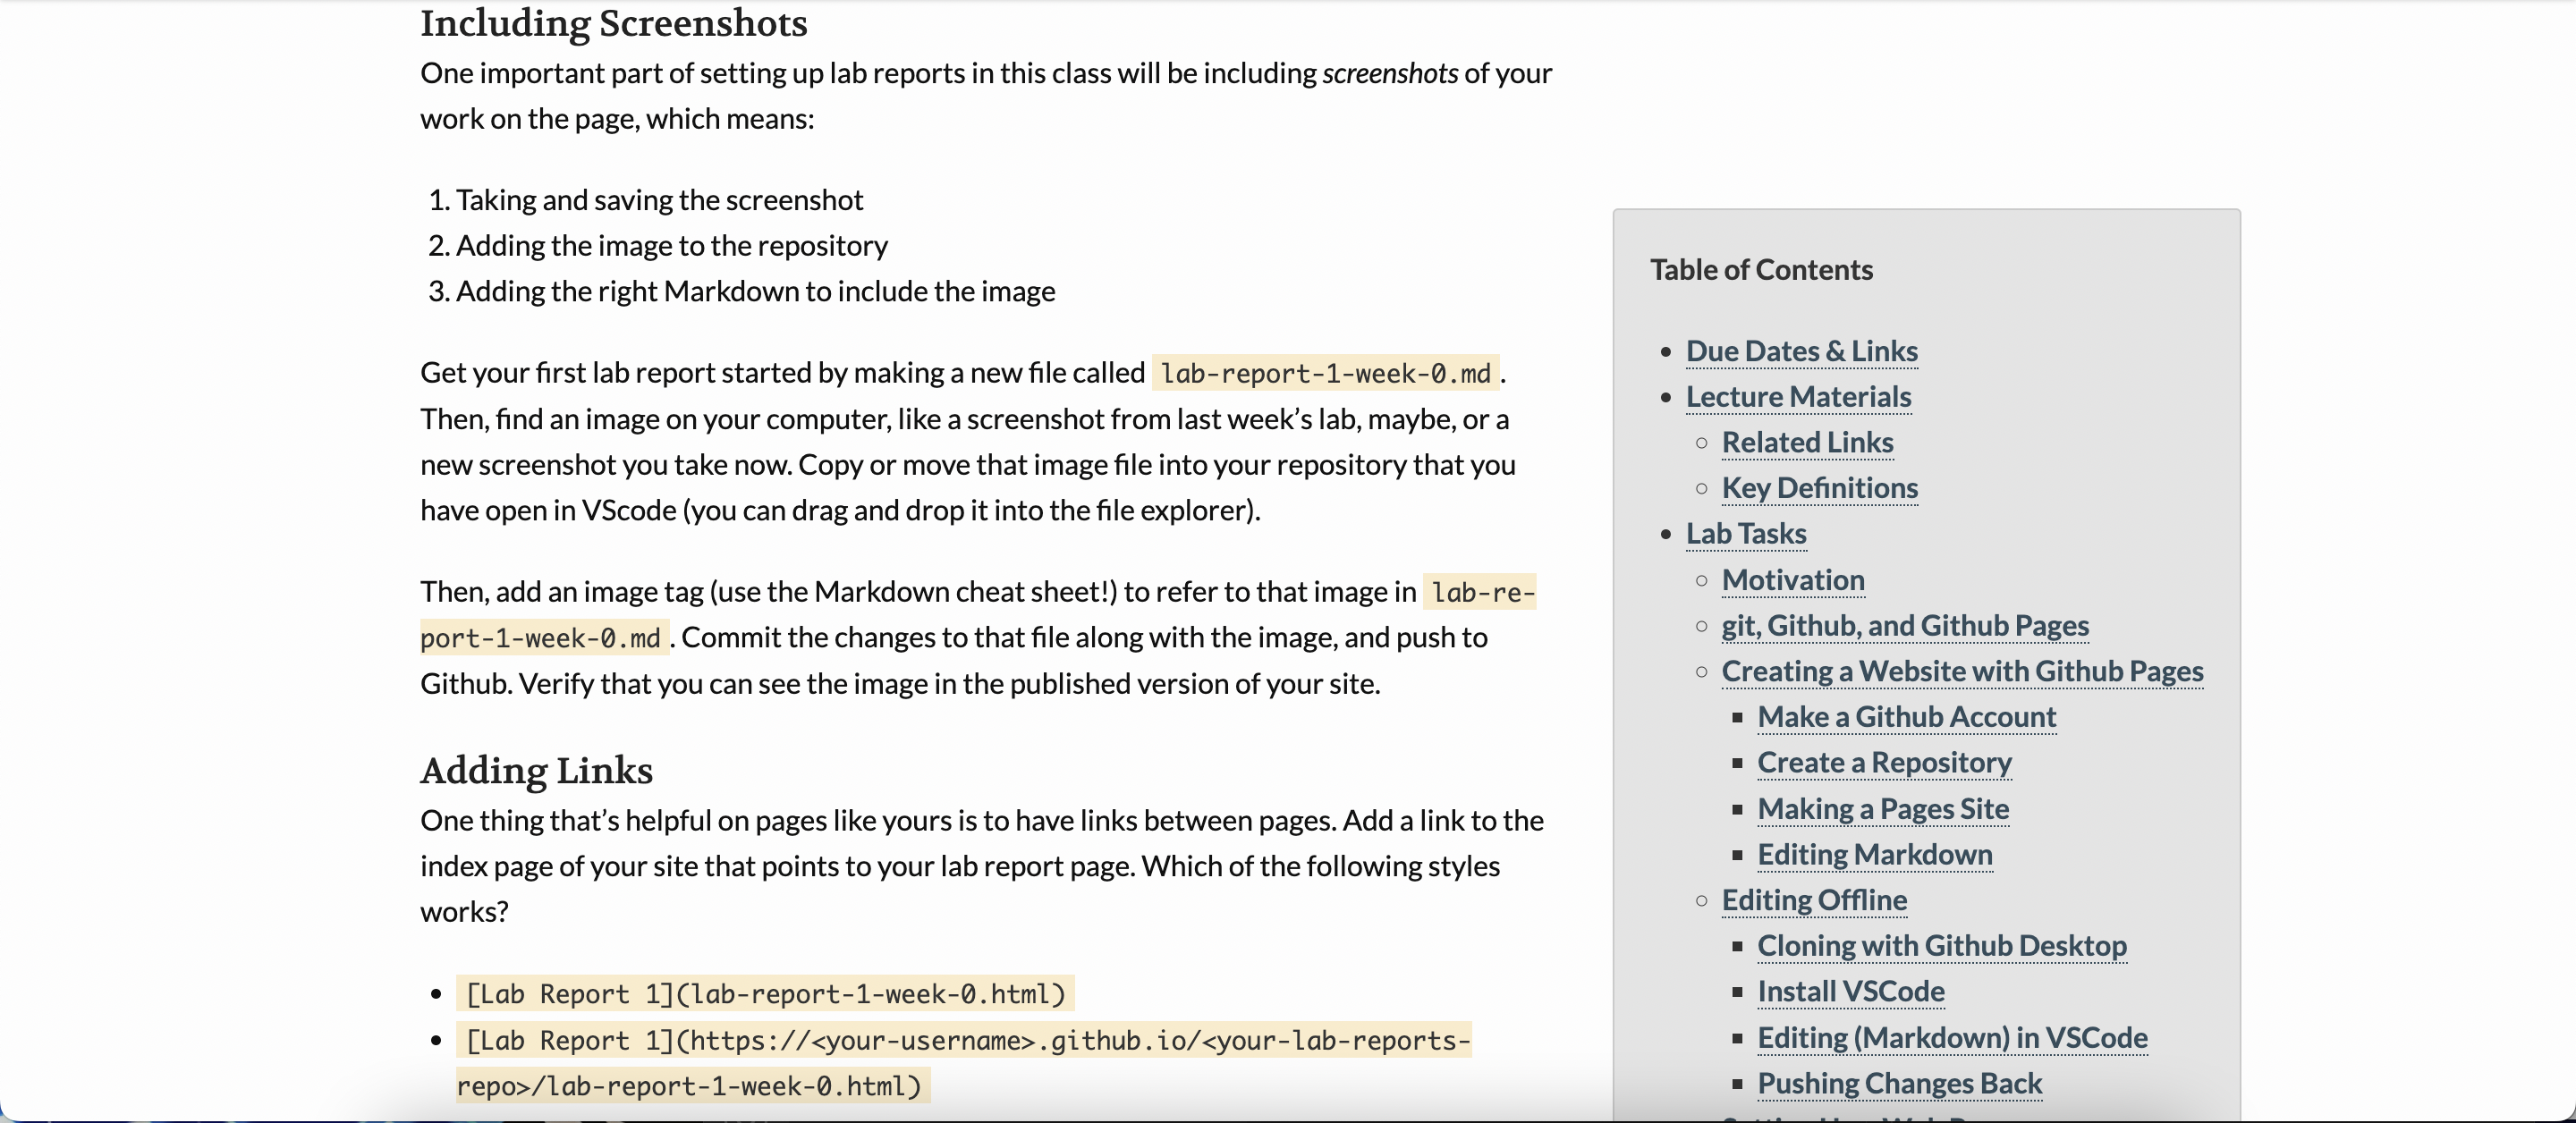 Including Screenshots
One important part of setting up lab reports in this class will be including screenshots of your
work on the page, which means:
1. Taking and saving the screenshot
2. Adding the image to the repository
3. Adding the right Markdown to include the image
Get your first lab report started by making a new file called lab-report-1-week-0.md.
Then, find an image on your computer, like a screenshot from last week’s lab, maybe, or a
new screenshot you take now. Copy or move that image file into your repository that you
have open in VScode (you can drag and drop it into the file explorer).
Then, add an image tag (use the Markdown cheat sheet!) to refer to that image in lab-re-
port-1-week-0.md. Commit the changes to that file along with the image, and push to
Github. Verify that you can see the image in the published version of your site.
Adding Links
One thing that’s helpful on pages like yours is to have links between pages. Add a link to the
index page of your site that points to your lab report page. Which of the following styles
works?
• [Lab Report 1](lab-report-1-week-0.html)
• [Lab Report 1](https://<your-username>.github.io/<your-lab-reports-
repo>/lab-report-1-week-0.html)
Table of Contents
• Due Dates & Links
• Lecture Materials
◦ Related Links
◦ Key Definitions
• Lab Tasks
◦ Motivation
◦ git, Github, and Github Pages
◦ Creating a Website with Github Pages
▪ Make a Github Account
▪ Create a Repository
▪ Making a Pages Site
▪ Editing Markdown
◦ Editing Offline
▪ Cloning with Github Desktop
▪ Install VSCode
▪ Editing (Markdown) in VSCode
▪ Pushing Changes Back